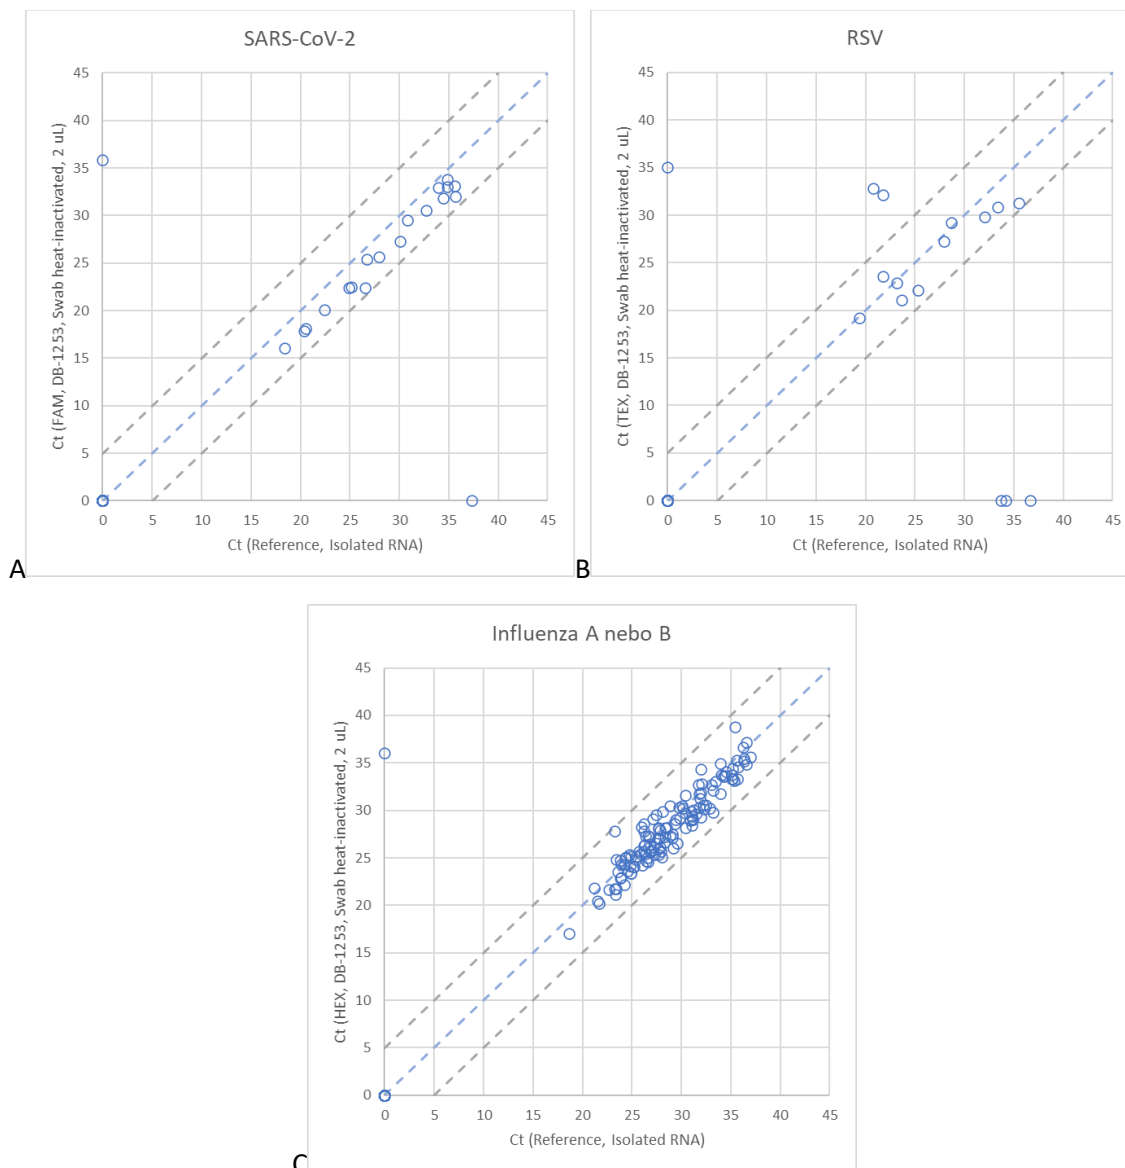 SARS-CoV-2
Ct (FAM, DB-1253, Swab heat-inactivated, 2 uL)
45
40
35
30
25
20
15
10
5
0
0 5 10 15 20 25 30 35 40 45
Ct (Reference, Isolated RNA)
A
RSV
Ct (TEX, DB-1253, Swab heat-inactivated, 2 uL)
45
40
35
30
25
20
15
10
5
0
0 5 10 15 20 25 30 35 40 45
Ct (Reference, Isolated RNA)
B
Influenza A nebo B
Ct (HEX, DB-1253, Swab heat-inactivated, 2 uL)
45
40
35
30
25
20
15
10
5
0
0 5 10 15 20 25 30 35 40 45
Ct (Reference, Isolated RNA)
C